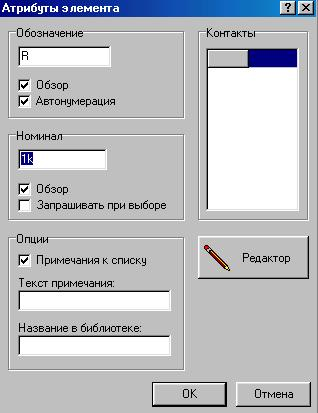 Атрибуты элемента
Обозначение
R
Обзор
Автонумерация
Номинал
1k
Обзор
Запрашивать при выборе
Опции
Примечания к списку
Текст примечания:
Название в библиотеке:
Контакты
Редактор
OK
Отмена